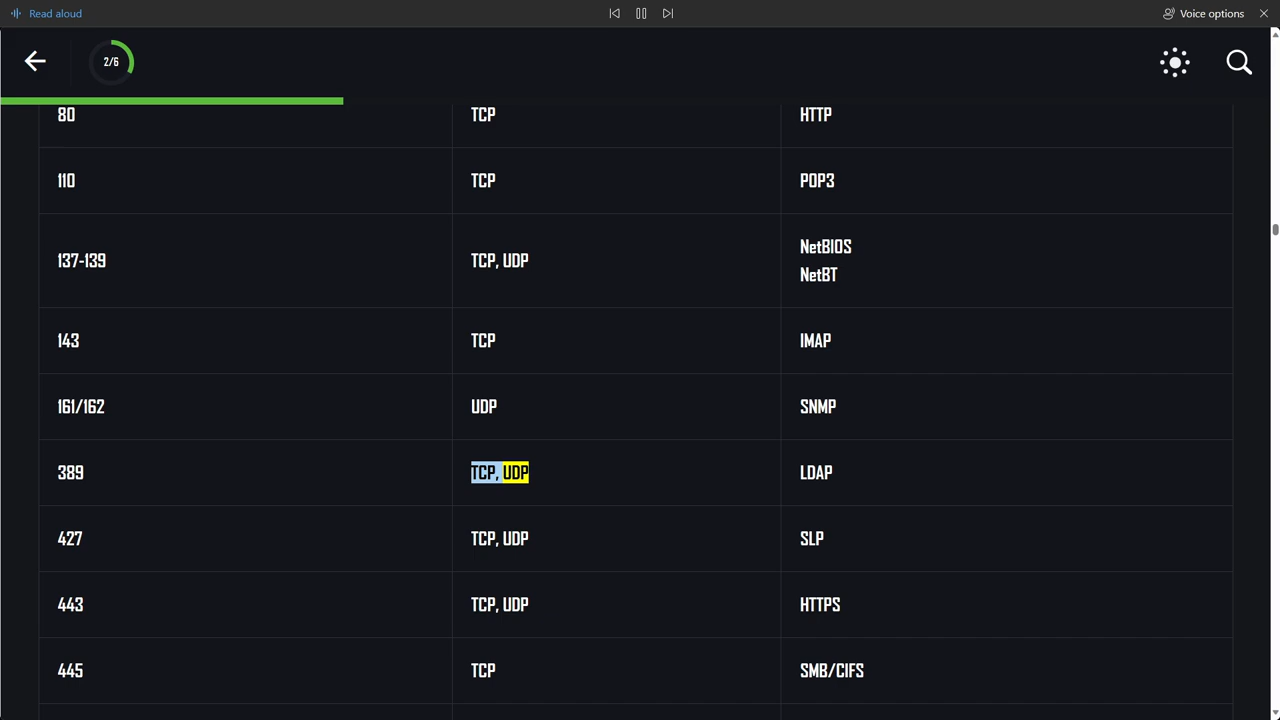 Read aloud
Voice options
2/6
80 TCP HTTP
110 TCP POP3
137-139 TCP, UDP NetBIOS
NetBT
143 TCP IMAP
161/162 UDP SNMP
389 TCP, UDP LDAP
427 TCP, UDP SLP
443 TCP, UDP HTTPS
445 TCP SMB/CIFS